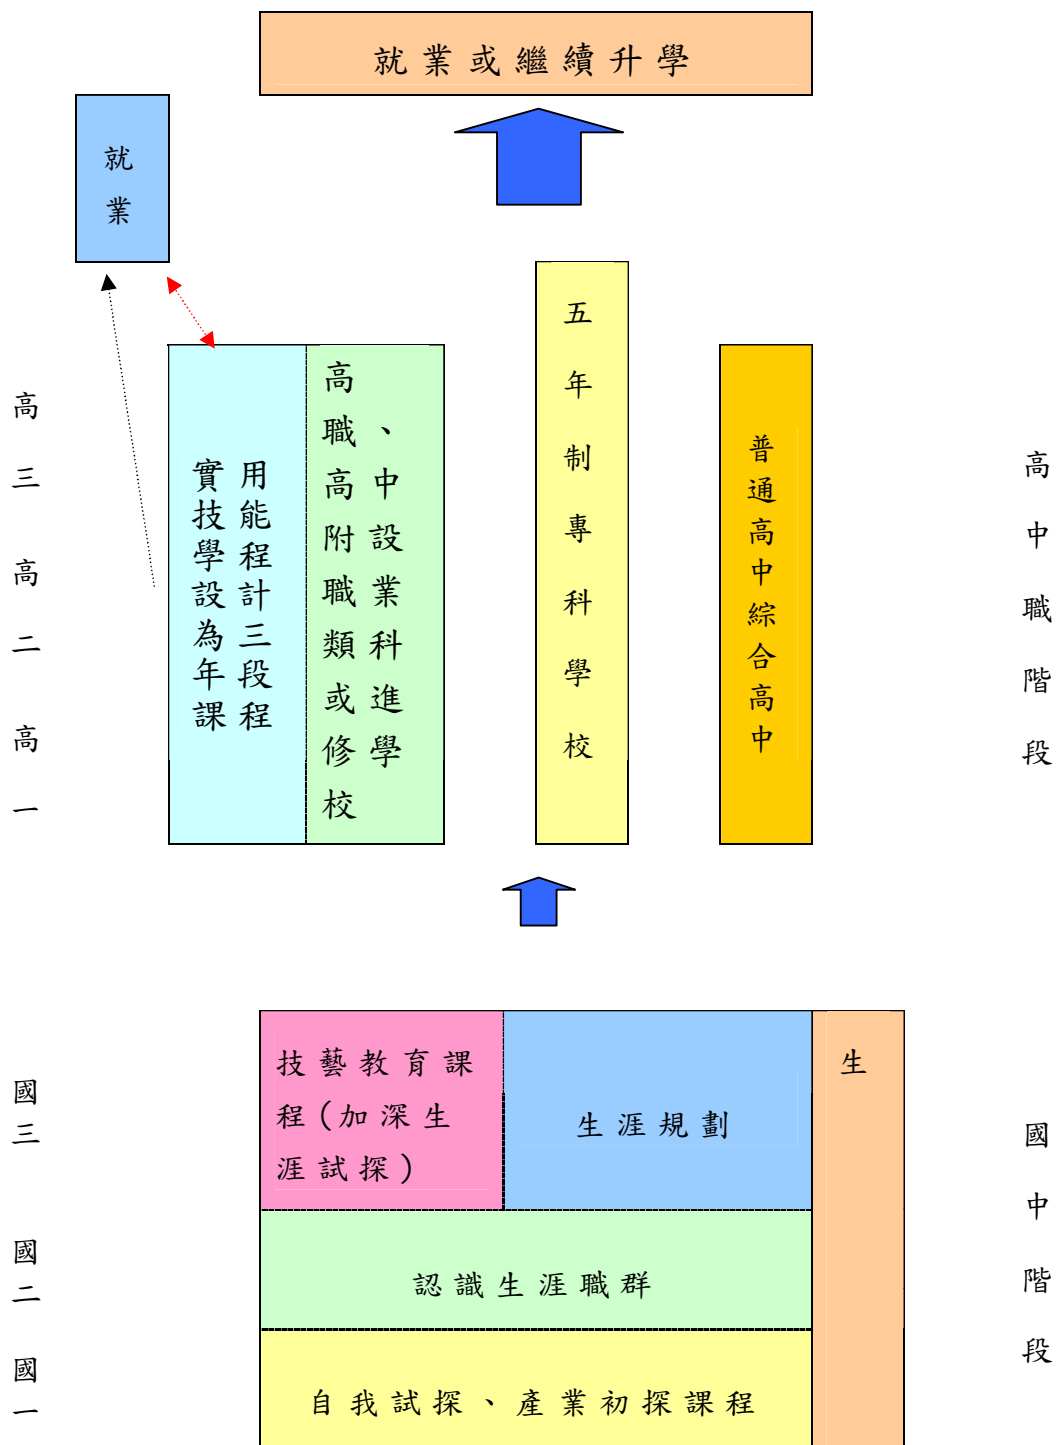 就業或繼續升學
就業
高三
高二
高一
實用
技能
學程
設計
為三
年段
課程
高
職、
高中
附設
職業
類科
或進
修學
校
五年制專科學校
普通高中綜合高中
高中職階段
技藝教育課
程(加深生
涯試探)
生涯規劃
生
認識生涯職群
自我試探、產業初探課程
國三
國二
國一
國中階段